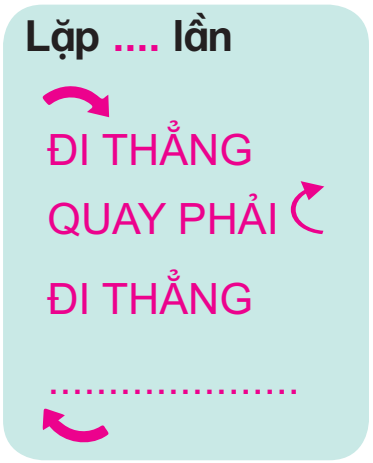 Lặp .... lần
ĐI THẲNG
QUAY PHẢI
ĐI THẲNG
.....................